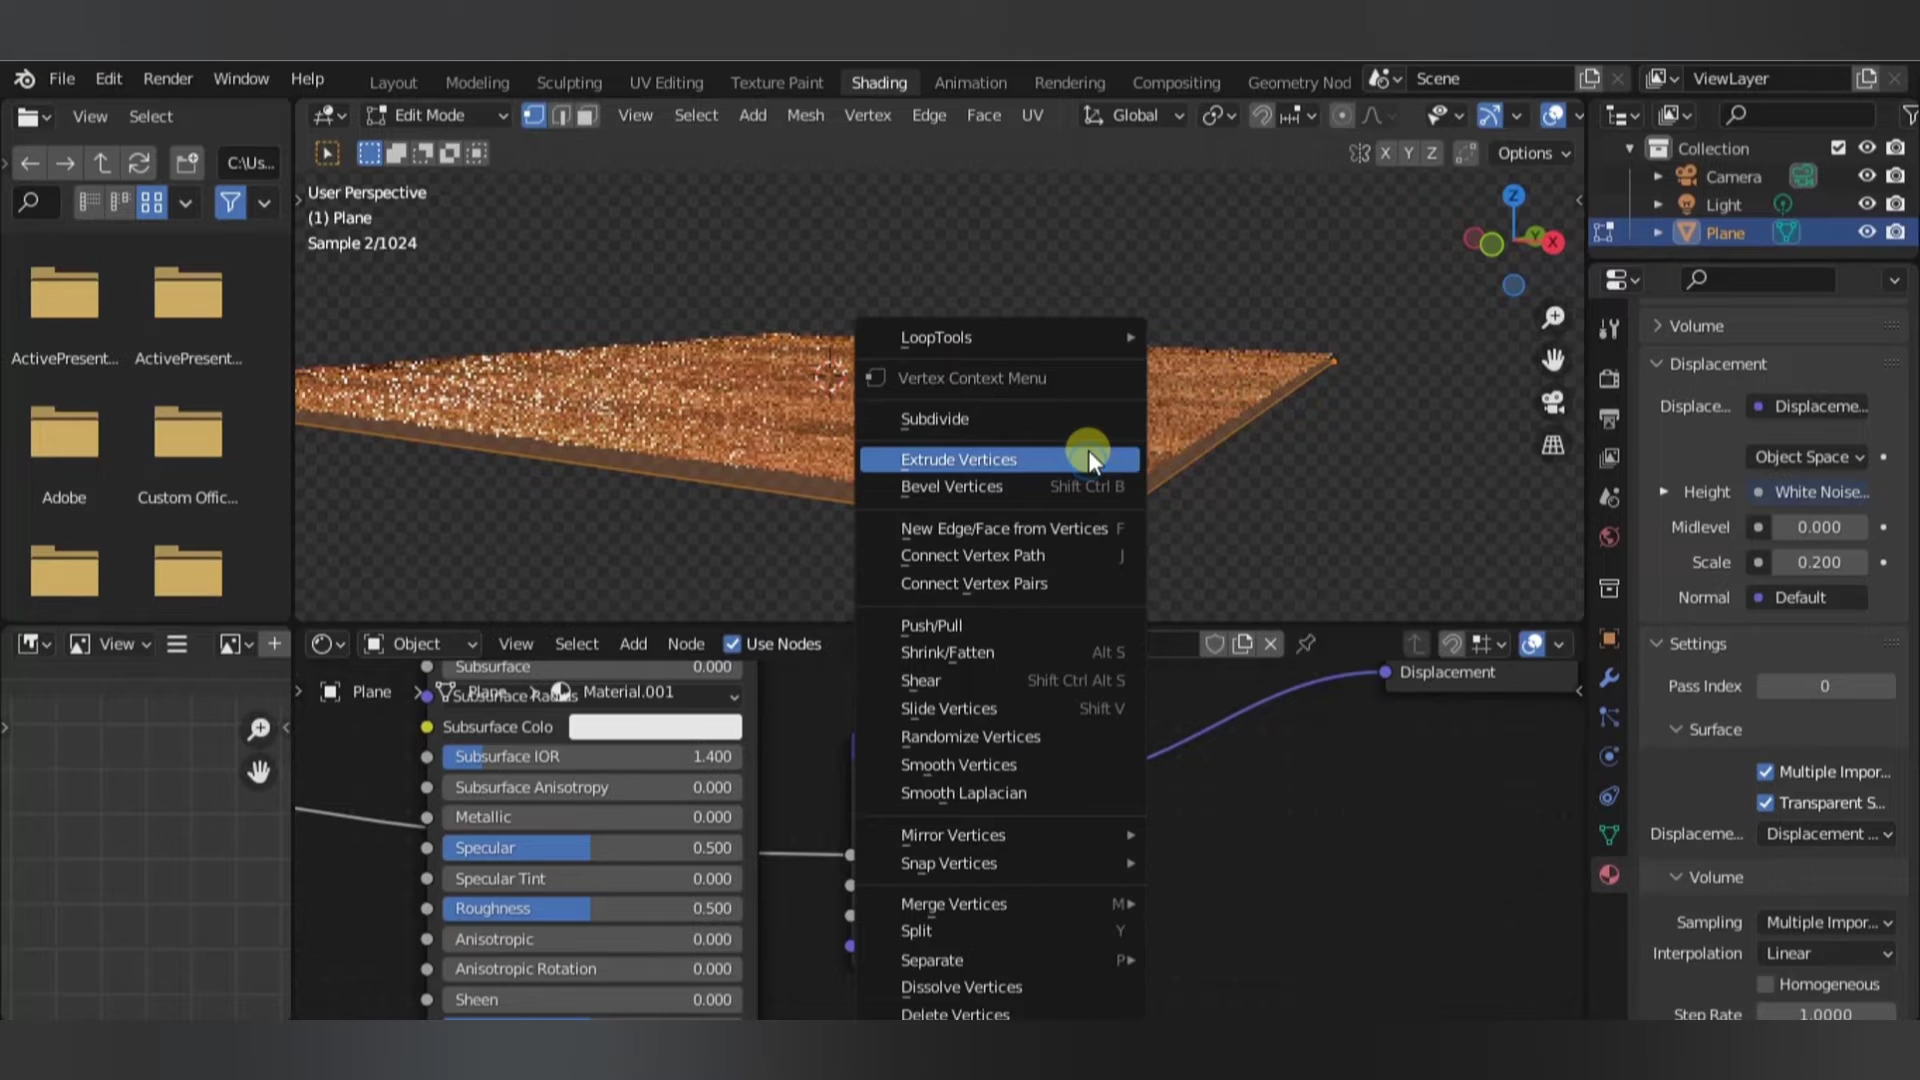 File Edit Render Window Help
Layout Modeling Sculpting UV Editing Texture Paint Shading Animation Rendering Compositing Geometry Nod
Scene
ViewLayer
View Select
Edit Mode
View Select Add Mesh Vertex Edge Face UV
Global
C:\Us...
X Y Z
Options
User Perspective
(1) Plane
Sample 2/1024
Z
Y
X
Collection
Camera
Light
Plane
ActivePresent...
ActivePresent...
Adobe
Custom Offic...
LoopTools
Vertex Context Menu
Subdivide
Extrude Vertices
Bevel Vertices Shift Ctrl B
New Edge/Face from Vertices F
Connect Vertex Path J
Connect Vertex Pairs
Push/Pull
Shrink/Fatten Alt S
Shear Shift Ctrl Alt S
Slide Vertices Shift V
Randomize Vertices
Smooth Vertices
Smooth Laplacian
Mirror Vertices
Snap Vertices
Merge Vertices M
Split Y
Separate P
Dissolve Vertices
Delete Vertices
View
Object
View Select Add Node
Use Nodes
Subsurface 0.000
Plane
Plane
Material.001
Subsurface Radius
Subsurface Colo
Subsurface IOR 1.400
Subsurface Anisotropy 0.000
Metallic 0.000
Specular 0.500
Specular Tint 0.000
Roughness 0.500
Anisotropic 0.000
Anisotropic Rotation 0.000
Sheen 0.000
Displacement
Volume
Displacement
Displace... Displaceme...
Object Space
Height White Noise...
Midlevel 0.000
Scale 0.200
Normal Default
Settings
Pass Index 0
Surface
Multiple Impor...
Transparent S...
Displaceme... Displacement ...
Volume
Sampling Multiple Impor...
Interpolation Linear
Homogeneous
Step Rate 1.0000